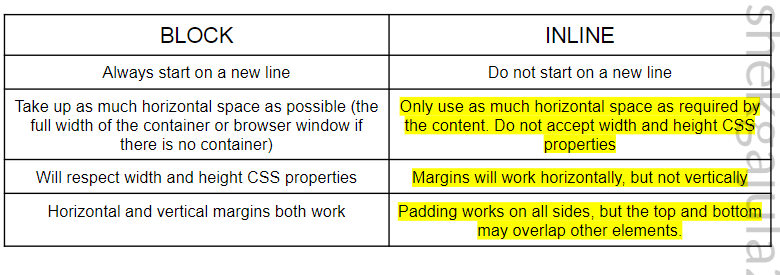 BLOCK INLINE
Always start on a new line Do not start on a new line
Take up as much horizontal space as possible (the
full width of the container or browser window if
there is no container)
Only use as much horizontal space as required by
the content. Do not accept width and height CSS
properties
Will respect width and height CSS properties Margins will work horizontally, but not vertically
Horizontal and vertical margins both work
Padding works on all sides, but the top and bottom
may overlap other elements.